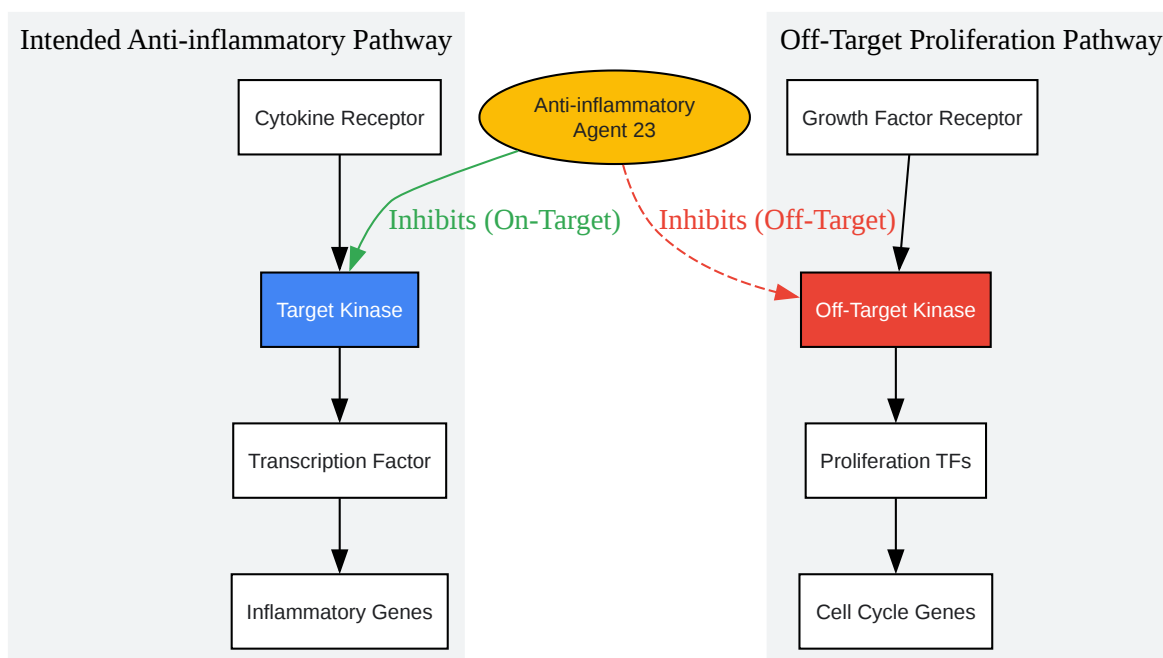 Intended Anti-inflammatory Pathway
Off-Target Proliferation Pathway
Cytokine Receptor
Anti-inflammatory
Agent 23
Growth Factor Receptor
Inhibits (On-Target)
Inhibits (Off-Target)
Target Kinase
Off-Target Kinase
Transcription Factor
Proliferation TFs
Inflammatory Genes
Cell Cycle Genes